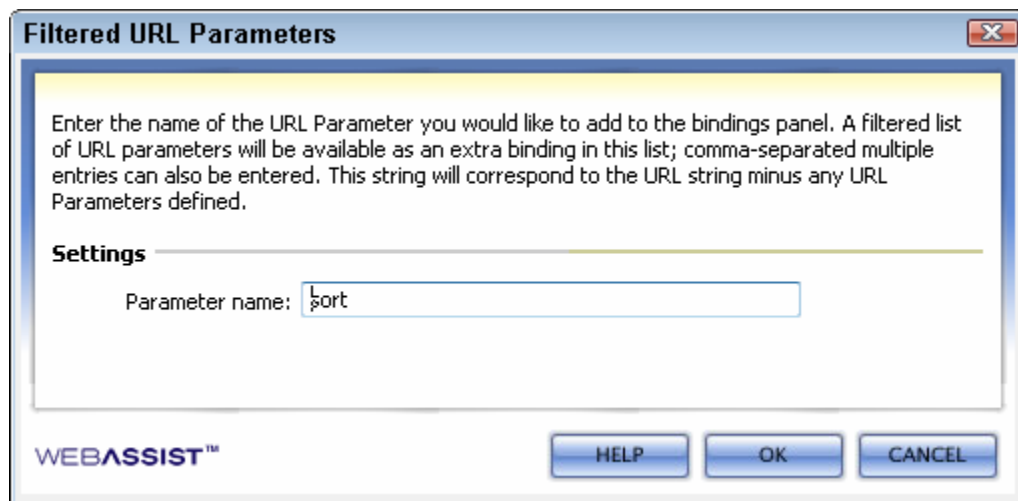 Filtered URL Parameters
Enter the name of the URL Parameter you would like to add to the bindings panel. A filtered list
of URL parameters will be available as an extra binding in this list; comma-separated multiple
entries can also be entered. This string will correspond to the URL string minus any URL
Parameters defined.
Settings
Parameter name: sort
WEBASSIST™
HELP OK CANCEL